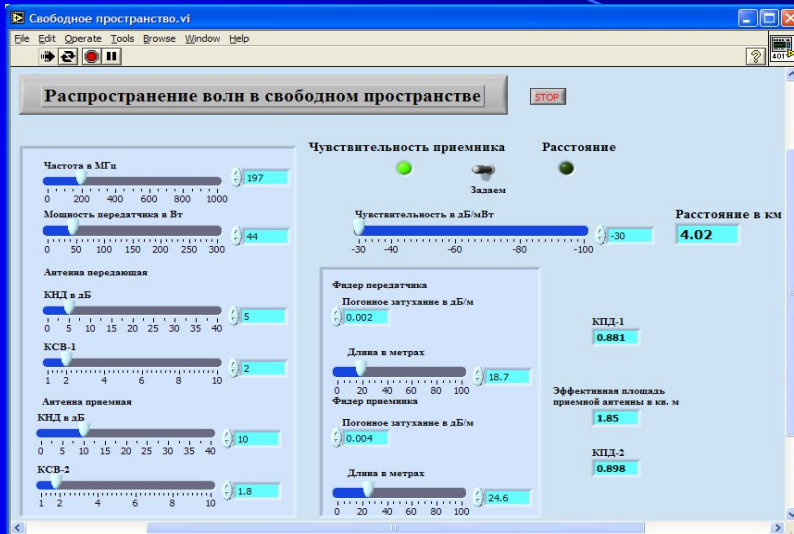 Свободное пространство.vi
File Edit Operate Tools Browse Window Help
401
Распространение волн в свободном пространстве
STOP
Чувствительность приемника
Расстояние
Задаем
Частота в МГц
0 200 400 600 800 1000
197
Мощность передатчика в Вт
0 50 100 150 200 250 300
44
Чувствительность в дБ/мВт
-30 -40 -60 -80 -100
-30
Расстояние в км
4.02
Антенна передающая
КНД в дБ
0 5 10 15 20 25 30 35 40
5
КСВ-1
1 2 4 6 8 10
2
Антенна приемная
КНД в дБ
0 5 10 15 20 25 30 35 40
10
КСВ-2
1 2 4 6 8 10
1.8
Фидер передатчика
Погонное затухание в дБ/м
0.002
Длина в метрах
0 20 40 60 80 100
18.7
Фидер приемника
Погонное затухание в дБ/м
0.004
Длина в метрах
0 20 40 60 80 100
24.6
КПД-1
0.881
Эффективная площадь
приемной антенны в кв. м
1.85
КПД-2
0.898